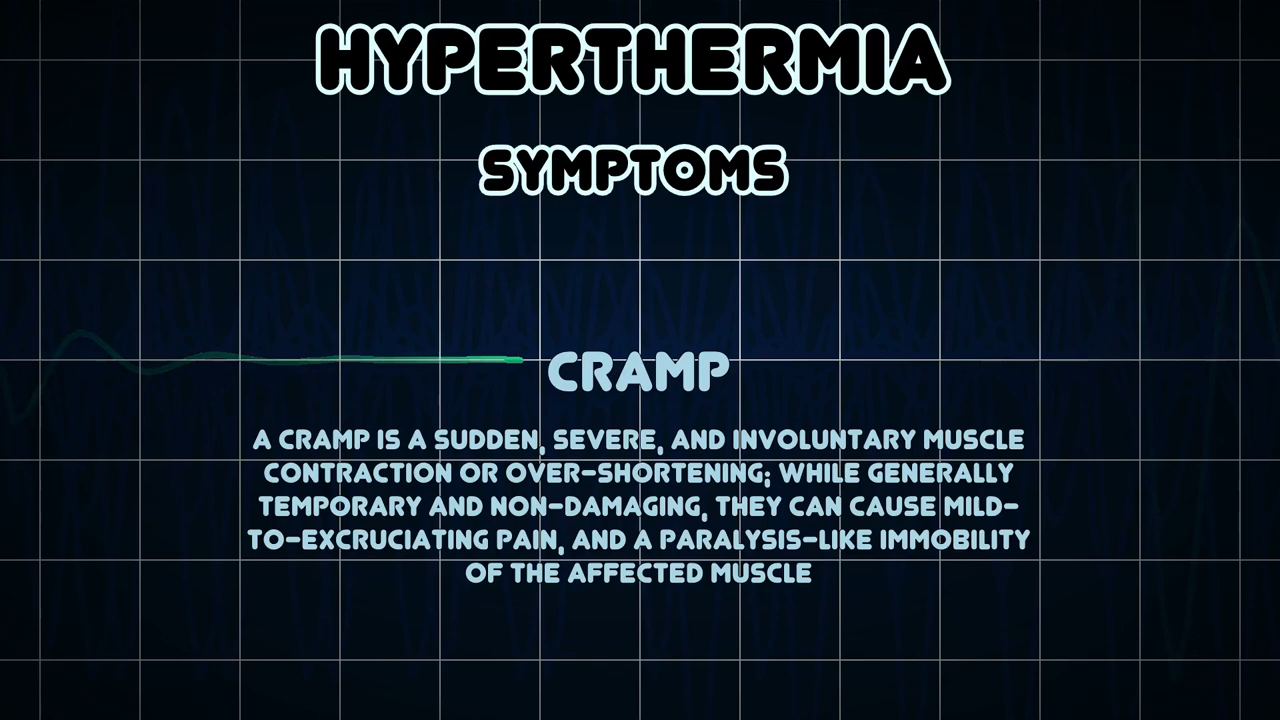 HYPERTHERMIA
SYMPTOMS
CRAMP
A CRAMP IS A SUDDEN, SEVERE, AND INVOLUNTARY MUSCLE
CONTRACTION OR OVER-SHORTENING; WHILE GENERALLY
TEMPORARY AND NON-DAMAGING, THEY CAN CAUSE MILD-
TO-EXCRUCIATING PAIN, AND A PARALYSIS-LIKE IMMOBILITY
OF THE AFFECTED MUSCLE